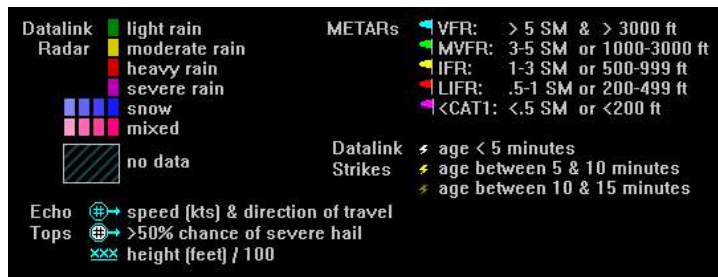 Datalink light rain METARs VFR: > 5 SM & > 3000 ft
Radar moderate rain MVFR: 3-5 SM or 1000-3000 ft
heavy rain IFR: 1-3 SM or 500-999 ft
severe rain LIFR: .5-1 SM or 200-499 ft
snow <CAT1: <.5 SM or <200 ft
mixed
no data Datalink age < 5 minutes
Strikes age between 5 & 10 minutes
age between 10 & 15 minutes
Echo # speed (kts) & direction of travel
Tops # >50% chance of severe hail
xxx height (feet) / 100